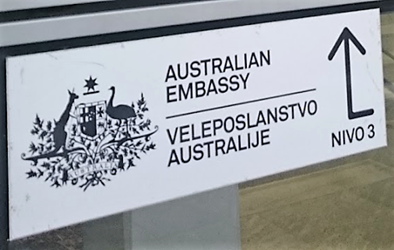 AUSTRALIAN
EMBASSY
VELEPOSLANSTVO
AUSTRALIJE
NIVO 3